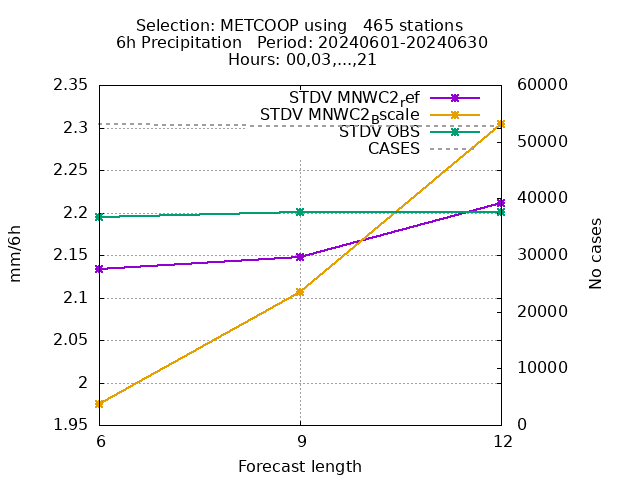 Selection: METCOOP using   465 stations
6h Precipitation   Period: 20240601-20240630
Hours: 00,03,...,21
STDV MNWC2ref
STDV MNWC2Bscale
STDV OBS
CASES
2.35
2.3
2.25
2.2
2.15
2.1
2.05
2
1.95
mm/6h
60000
50000
40000
30000
20000
10000
0
No cases
6 9 12
Forecast length